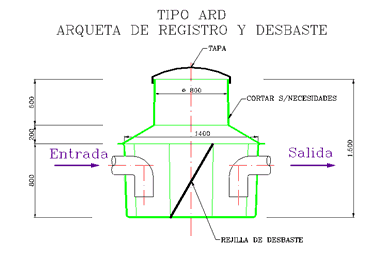 TIPO ARD
ARQUETA DE REGISTRO Y DESBASTE
TAPA
ø 800
CORTAR S/NECESIDADES
500
200
1400
1.500
Entrada
Salida
800
REJILLA DE DESBASTE